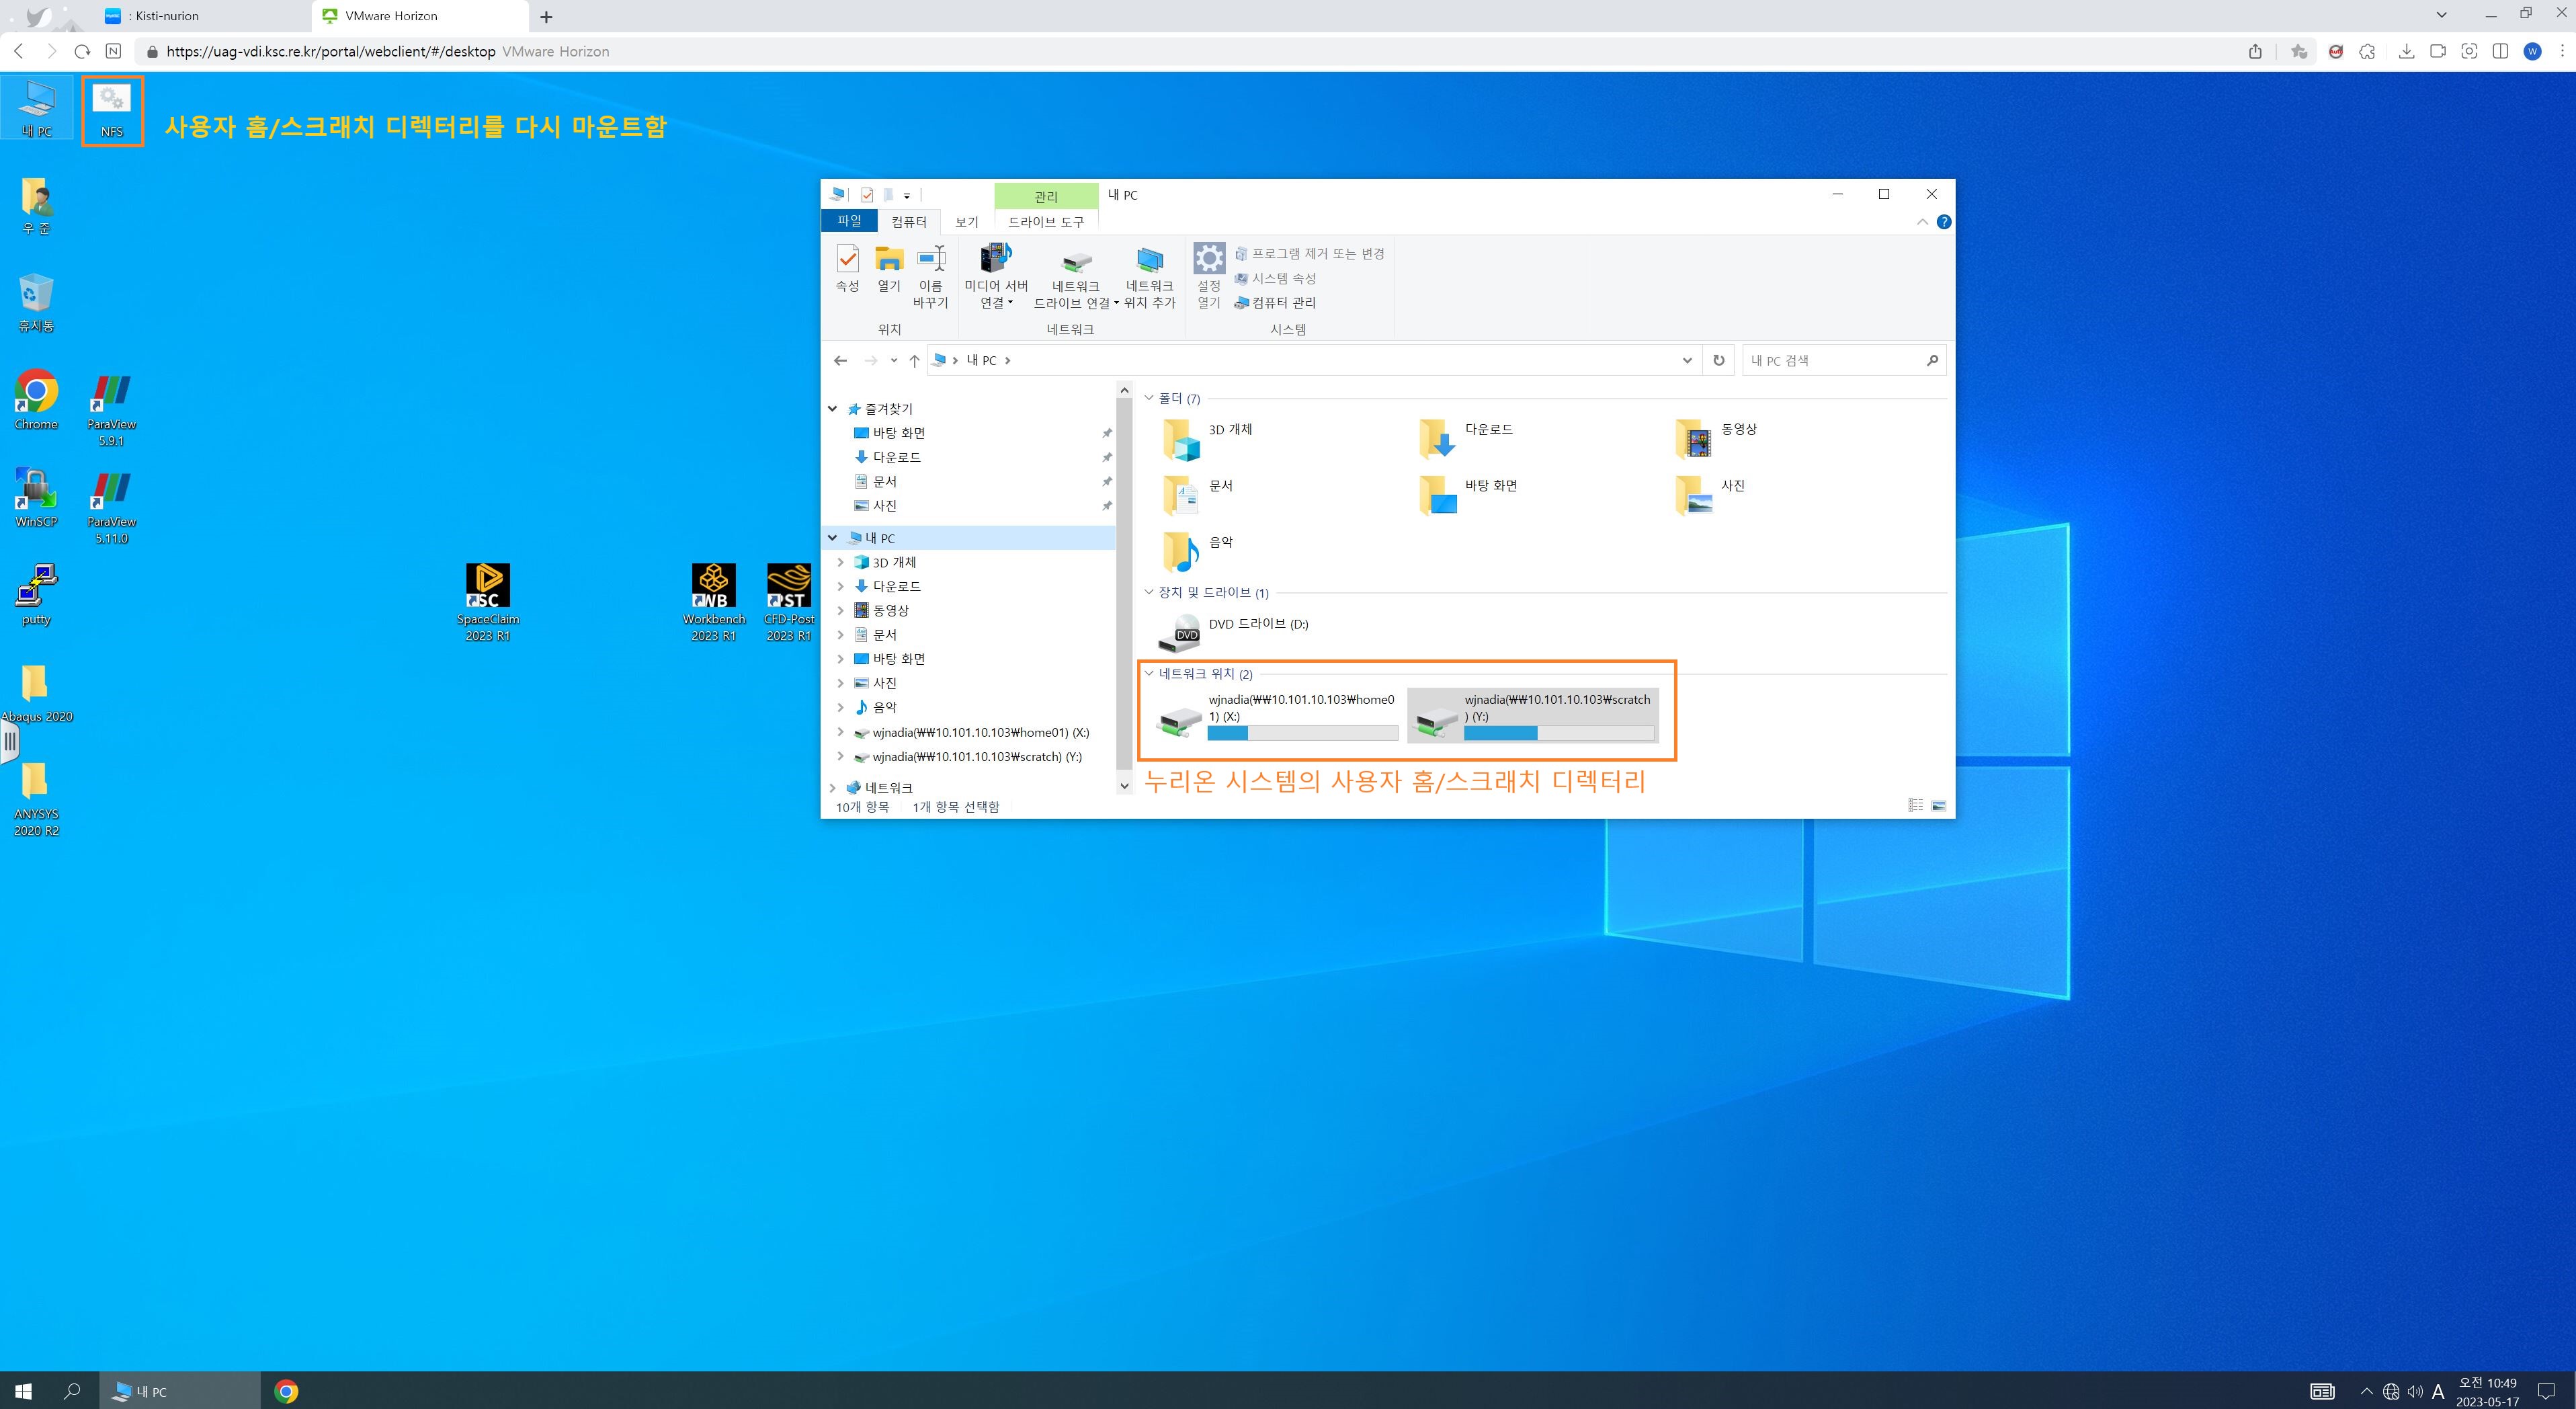 : Kisti-nurion
VMware Horizon
https://uag-vdi.ksc.re.kr/portal/webclient/#/desktop VMware Horizon
W
내 PC
NFS
사용자 홈/스크래치 디렉터리를 다시 마운트함
우 준
휴지통
Chrome
ParaView
5.9.1
WinSCP
ParaView
5.11.0
putty
SC
SpaceClaim
2023 R1
WB
Workbench
2023 R1
PST
CFD-Post
2023 R1
Abaqus 2020
ANYSYS
2020 R2
관리
내 PC
파일
컴퓨터
보기
드라이브 도구
속성
열기
이름
바꾸기
위치
미디어 서버
연결
네트워크
드라이브 연결
네트워크
위치 추가
네트워크
설정
열기
프로그램 제거 또는 변경
시스템 속성
컴퓨터 관리
시스템
내 PC
내 PC 검색
즐겨찾기
바탕 화면
다운로드
문서
사진
내 PC
3D 개체
다운로드
동영상
문서
바탕 화면
사진
음악
wjnadia(₩₩10.101.10.103₩home01) (X:)
wjnadia(₩₩10.101.10.103₩scratch) (Y:)
네트워크
폴더 (7)
3D 개체
다운로드
동영상
문서
바탕 화면
사진
음악
장치 및 드라이브 (1)
DVD
DVD 드라이브 (D:)
네트워크 위치 (2)
wjnadia(₩₩10.101.10.103₩home0
1) (X:)
wjnadia(₩₩10.101.10.103₩scratch
) (Y:)
누리온 시스템의 사용자 홈/스크래치 디렉터리
10개 항목
1개 항목 선택함
내 PC
A
오전 10:49
2023-05-17